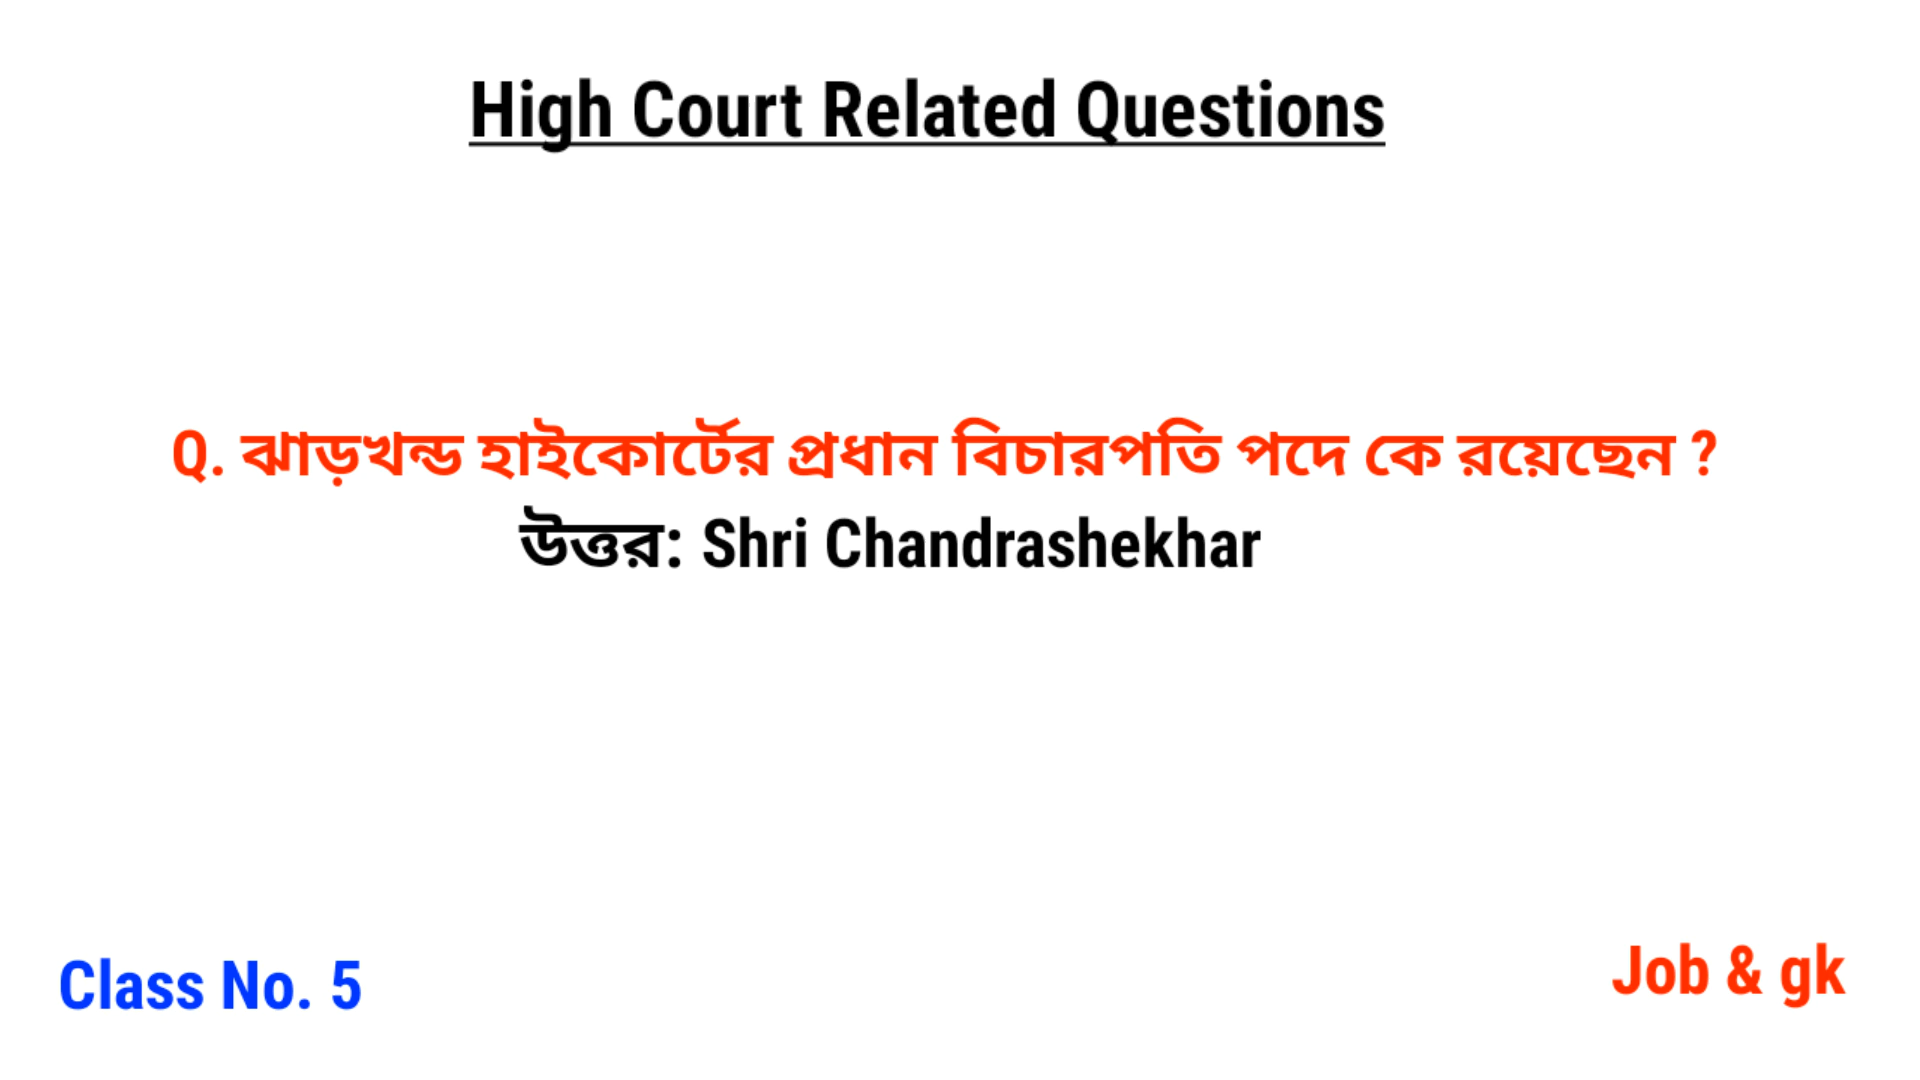 High Court Related Questions
Q. ঝাড়খন্ড হাইকোর্টের প্রধান বিচারপতি পদে কে রয়েছেন ?
উত্তর: Shri Chandrashekhar
Class No. 5
Job & gk